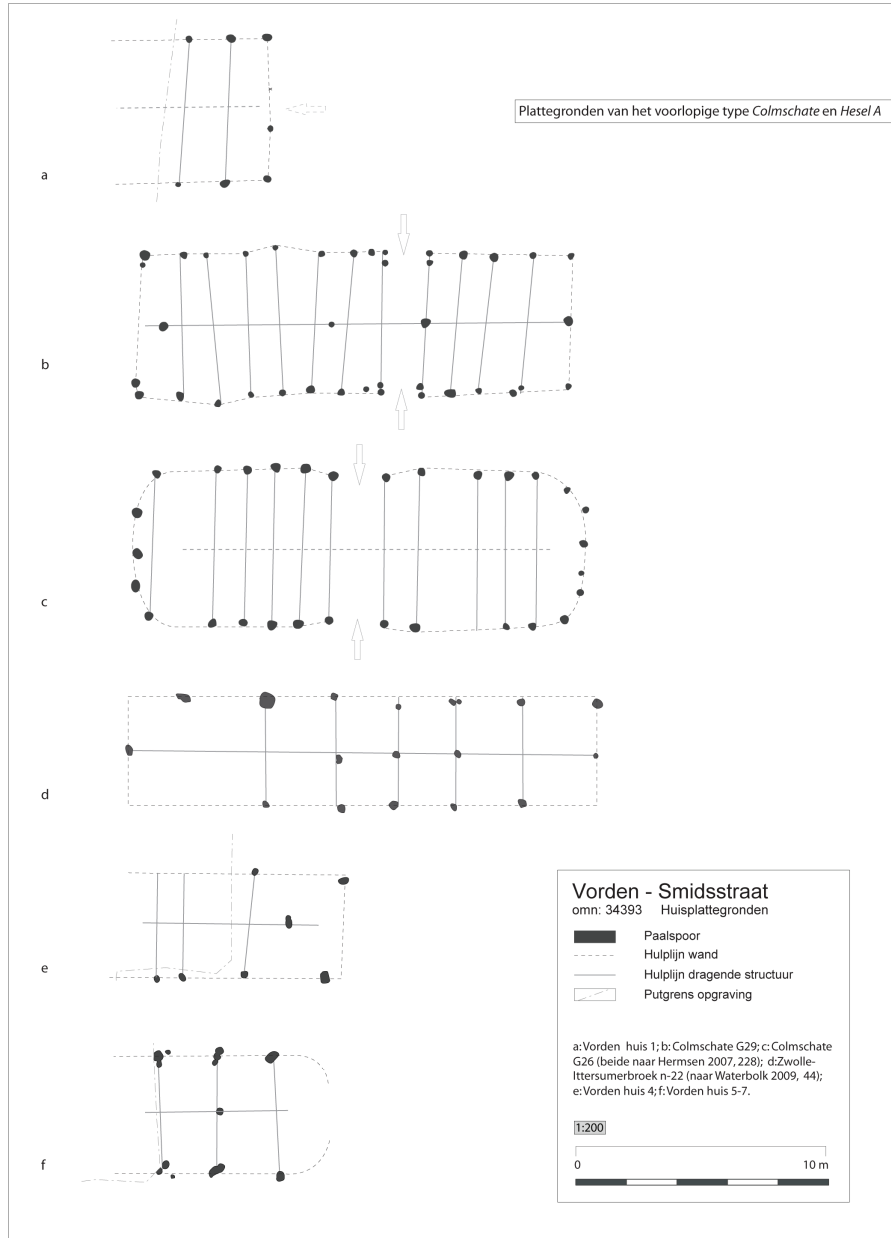 Plattegronden van het voorlopige type Colmschate en Hesel A
a
b
c
d
e
f
Vorden - Smidsstraat
omn: 34393 Huisplattegronden
Paalspoor
Hulplijn wand
Hulplijn dragende structuur
Putgrens opgraving
a: Vorden huis 1; b: Colmschate G29; c: Colmschate
G26 (beide naar Hermsen 2007, 228); d:Zwolle-
Ittersumerbroek n-22 (naar Waterbolk 2009, 44);
e: Vorden huis 4; f: Vorden huis 5-7.
1:200
0 10 m